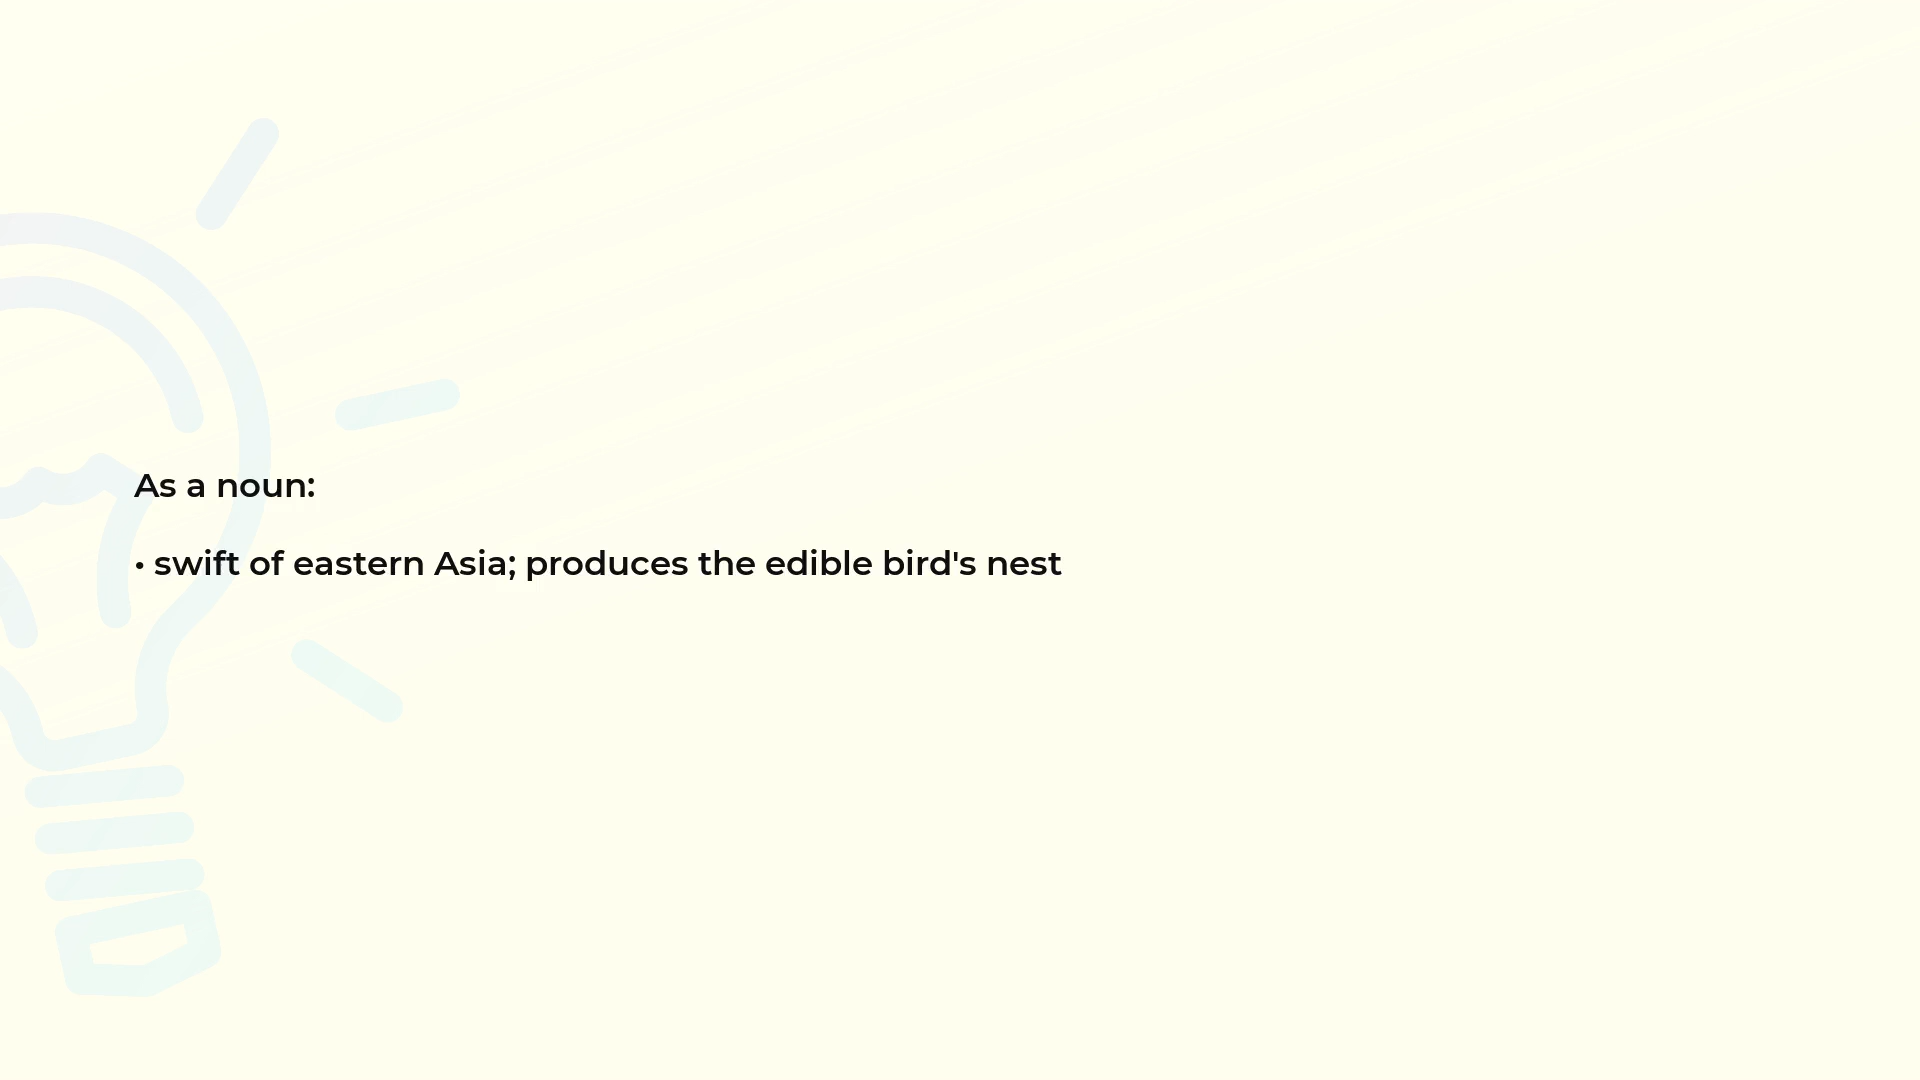 As a noun:
• swift of eastern Asia; produces the edible bird's nest